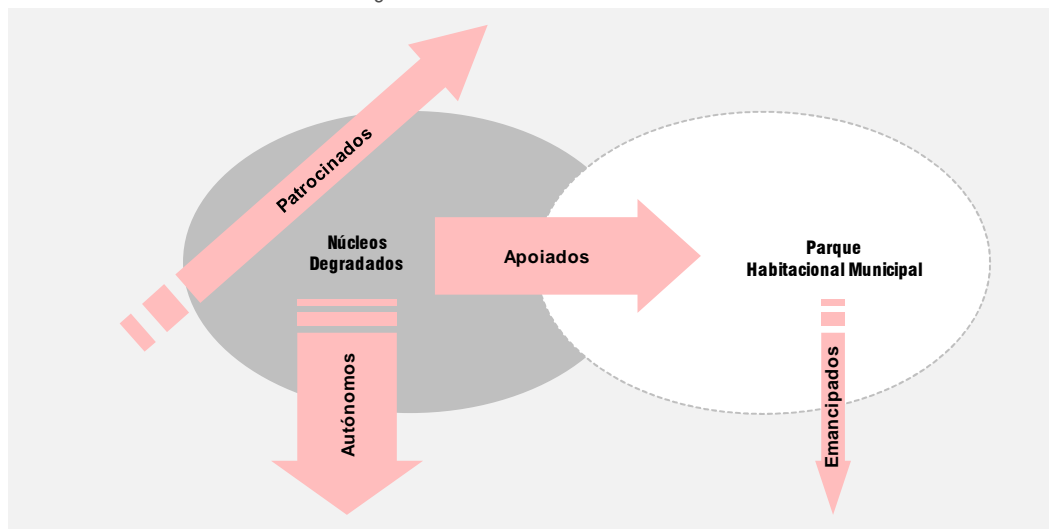 Patrocinados
Núcleos
Degradados
Apoiados
Parque
Habitacional Municipal
Autónomos
Emancipados